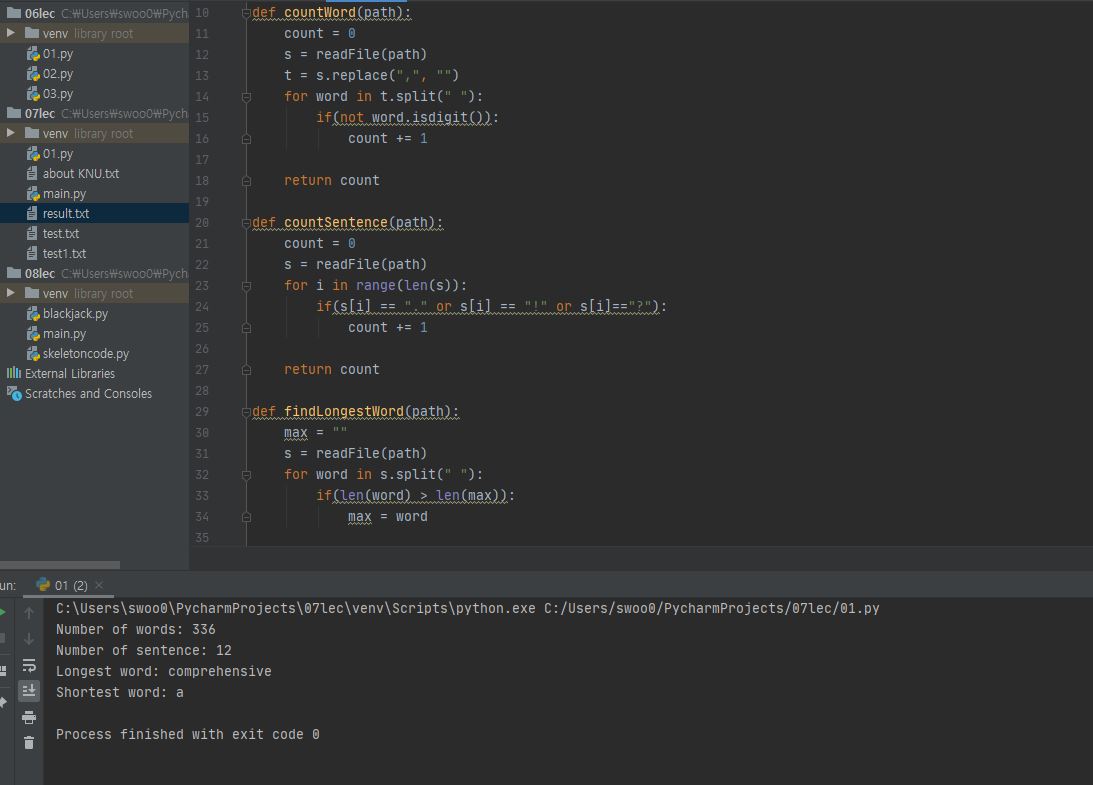 06lec C:₩Users₩swoo0₩Pych
venv library root
01.py
02.py
03.py
07lec C:₩Users₩swoo0₩Pych
venv library root
01.py
about KNU.txt
main.py
result.txt
test.txt
test1.txt
08lec C:₩Users₩swoo0₩Pych
venv library root
blackjack.py
main.py
skeletoncode.py
External Libraries
Scratches and Consoles
10 def countWord(path):
11 count = 0
12 s = readFile(path)
13 t = s.replace(",", "")
14 for word in t.split(" "):
15 if(not word.isdigit()):
16 count += 1
17
18 return count
19
20 def countSentence(path):
21 count = 0
22 s = readFile(path)
23 for i in range(len(s)):
24 if(s[i] == "." or s[i] == "!" or s[i]=="?"):
25 count += 1
26
27 return count
28
29 def findLongestWord(path):
30 max = ""
31 s = readFile(path)
32 for word in s.split(" "):
33 if(len(word) > len(max)):
34 max = word
35
un: 01 (2)
C:\Users\swoo0\PycharmProjects\07lec\venv\Scripts\python.exe C:/Users/swoo0/PycharmProjects/07lec/01.py
Number of words: 336
Number of sentence: 12
Longest word: comprehensive
Shortest word: a
Process finished with exit code 0